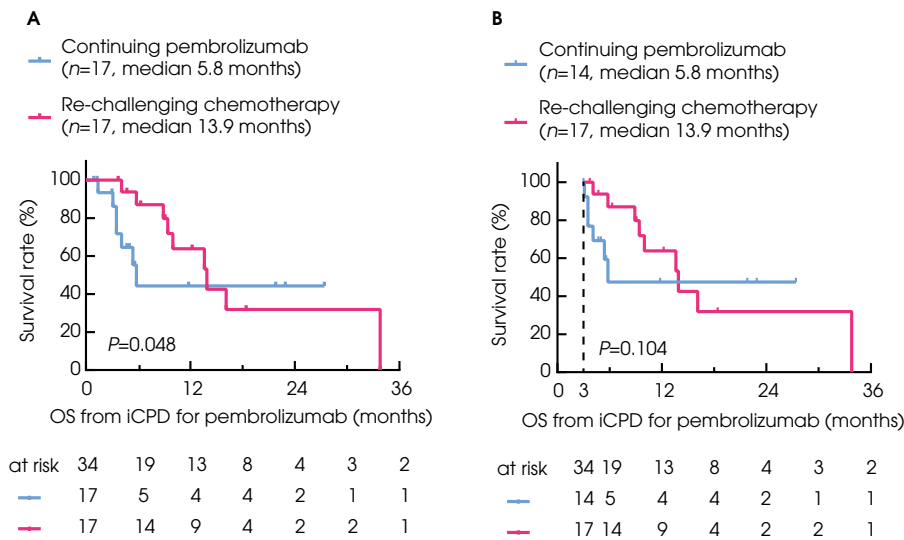 A
Continuing pembrolizumab
(n=17, median 5.8 months)
Re-challenging chemotherapy
(n=17, median 13.9 months)
100
80
60
40
20
0
Survival rate (%)
P=0.048
0 12 24 36
OS from iCPD for pembrolizumab (months)
at risk 34 19 13 8 4 3 2
17 5 4 4 2 1 1
17 14 9 4 2 2 1
B
Continuing pembrolizumab
(n=14, median 5.8 months)
Re-challenging chemotherapy
(n=17, median 13.9 months)
100
80
60
40
20
0
Survival rate (%)
P=0.104
0 3 12 24 36
OS from iCPD for pembrolizumab (months)
at risk 34 19 13 8 4 3 2
14 5 4 4 2 1 1
17 14 9 4 2 2 1